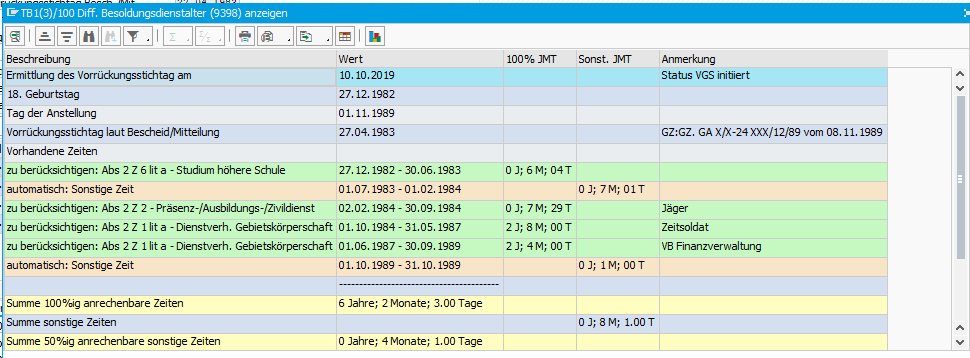 TB1(3)/100 Diff. Besoldungsdienstalter (9398) anzeigen
Beschreibung Wert 100% JMT Sonst. JMT Anmerkung
Ermittlung des Vorrückungsstichtag am 10.10.2019 Status VGS initiiert
18. Geburtstag 27.12.1982
Tag der Anstellung 01.11.1989
Vorrückungsstichtag laut Bescheid/Mitteilung 27.04.1983 GZ:GZ. GA X/X-24 XXX/12/89 vom 08.11.1989
Vorhandene Zeiten
zu berücksichtigen: Abs 2 Z 6 lit a - Studium höhere Schule 27.12.1982 - 30.06.1983 0 J; 6 M; 04 T
automatisch: Sonstige Zeit 01.07.1983 - 01.02.1984 0 J; 7 M; 01 T
zu berücksichtigen: Abs 2 Z 2 - Präsenz-/Ausbildungs-/Zivildienst 02.02.1984 - 30.09.1984 0 J; 7 M; 29 T Jäger
zu berücksichtigen: Abs 2 Z 1 lit a - Dienstverh. Gebietskörperschaft 01.10.1984 - 31.05.1987 2 J; 8 M; 00 T Zeitsoldat
zu berücksichtigen: Abs 2 Z 1 lit a - Dienstverh. Gebietskörperschaft 01.06.1987 - 30.09.1989 2 J; 4 M; 00 T VB Finanzverwaltung
automatisch: Sonstige Zeit 01.10.1989 - 31.10.1989 0 J; 1 M; 00 T
----------------------------------------
Summe 100%ig anrechenbare Zeiten 6 Jahre; 2 Monate; 3.00 Tage
Summe sonstige Zeiten 0 J; 8 M; 1.00 T
Summe 50%ig anrechenbare sonstige Zeiten 0 Jahre; 4 Monate; 1.00 Tage